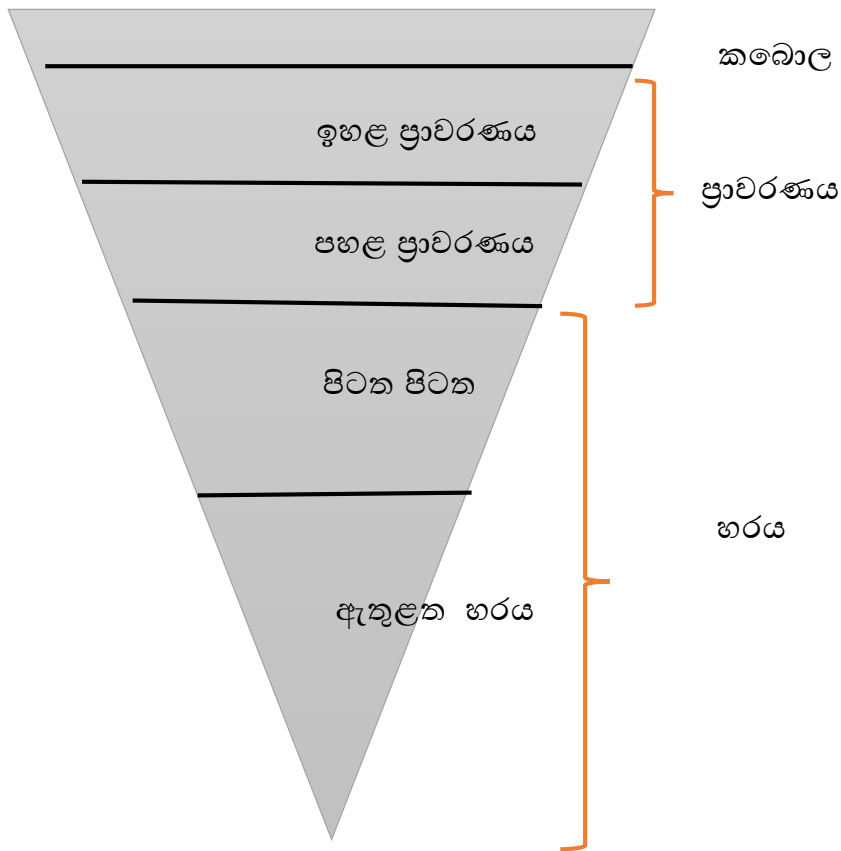 කබොල
ඉහළ ප්‍රාවරණය
ප්‍රාවරණය
පහළ ප්‍රාවරණය
පිටත පිටත
හරය
ඇතුළත හරය